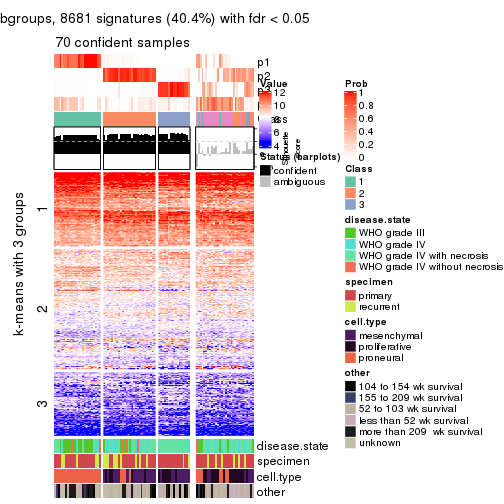 bgroups, 8681 signatures (40.4%) with fdr < 0.05
70 confident samples
p1
p2
Value
12
10
8
6
4
Prob
1
0.8
0.6
0.4
0.2
0
Silhouette
score
Status (barplots)
confident
ambiguous
Class
1
2
3
disease.state
WHO grade III
WHO grade IV
WHO grade IV with necrosis
WHO grade IV without necrosis
specimen
primary
recurrent
cell.type
mesenchymal
proliferative
proneural
other
104 to 154 wk survival
155 to 209 wk survival
52 to 103 wk survival
less than 52 wk survival
more than 209 wk survival
unknown
k-means with 3 groups
1
2
3
disease.state
specimen
cell.type
other